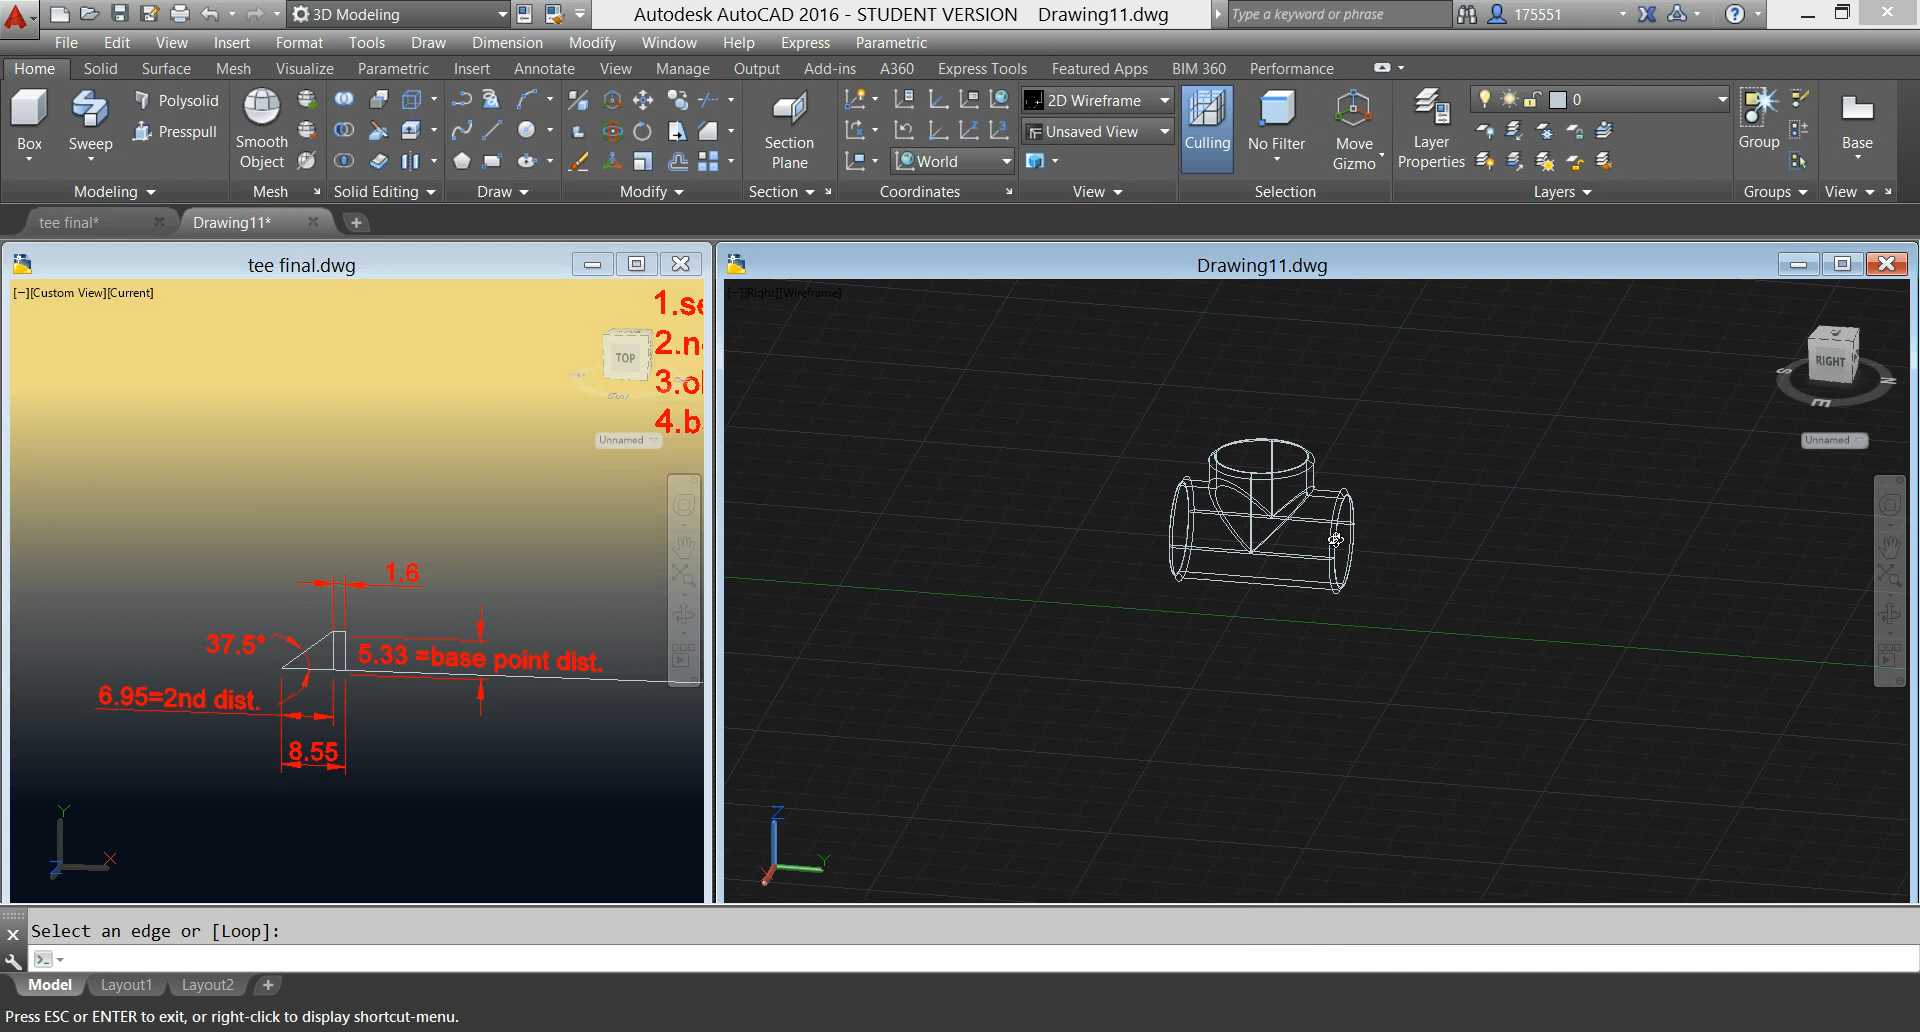 3D Modeling
Autodesk AutoCAD 2016 - STUDENT VERSION Drawing11.dwg
Type a keyword or phrase
175551
File Edit View Insert Format Tools Draw Dimension Modify Window Help Express Parametric
Home Solid Surface Mesh Visualize Parametric Insert Annotate View Manage Output Add-ins A360 Express Tools Featured Apps BIM 360 Performance
Box
Sweep
Polysolid
Presspull
Smooth
Object
Section
Plane
World
2D Wireframe
Unsaved View
Culling
No Filter
Move
Gizmo
Layer
Properties
0
Group
Base
Modeling Mesh Solid Editing Draw Modify Section Coordinates View Selection Layers Groups View
tee final* Drawing11*
tee final.dwg
[−][Custom View][Current]
1.se
2.n
3.ol
4.b
TOP
Unnamed
1.6
37.5°
5.33 =base point dist.
6.95=2nd dist.
8.55
Y
X
Z
Drawing11.dwg
[−][Right][Wireframe]
RIGHT
S
N
E
Unnamed
Z
Y
X
Select an edge or [Loop]:
Model Layout1 Layout2
Press ESC or ENTER to exit, or right-click to display shortcut-menu.